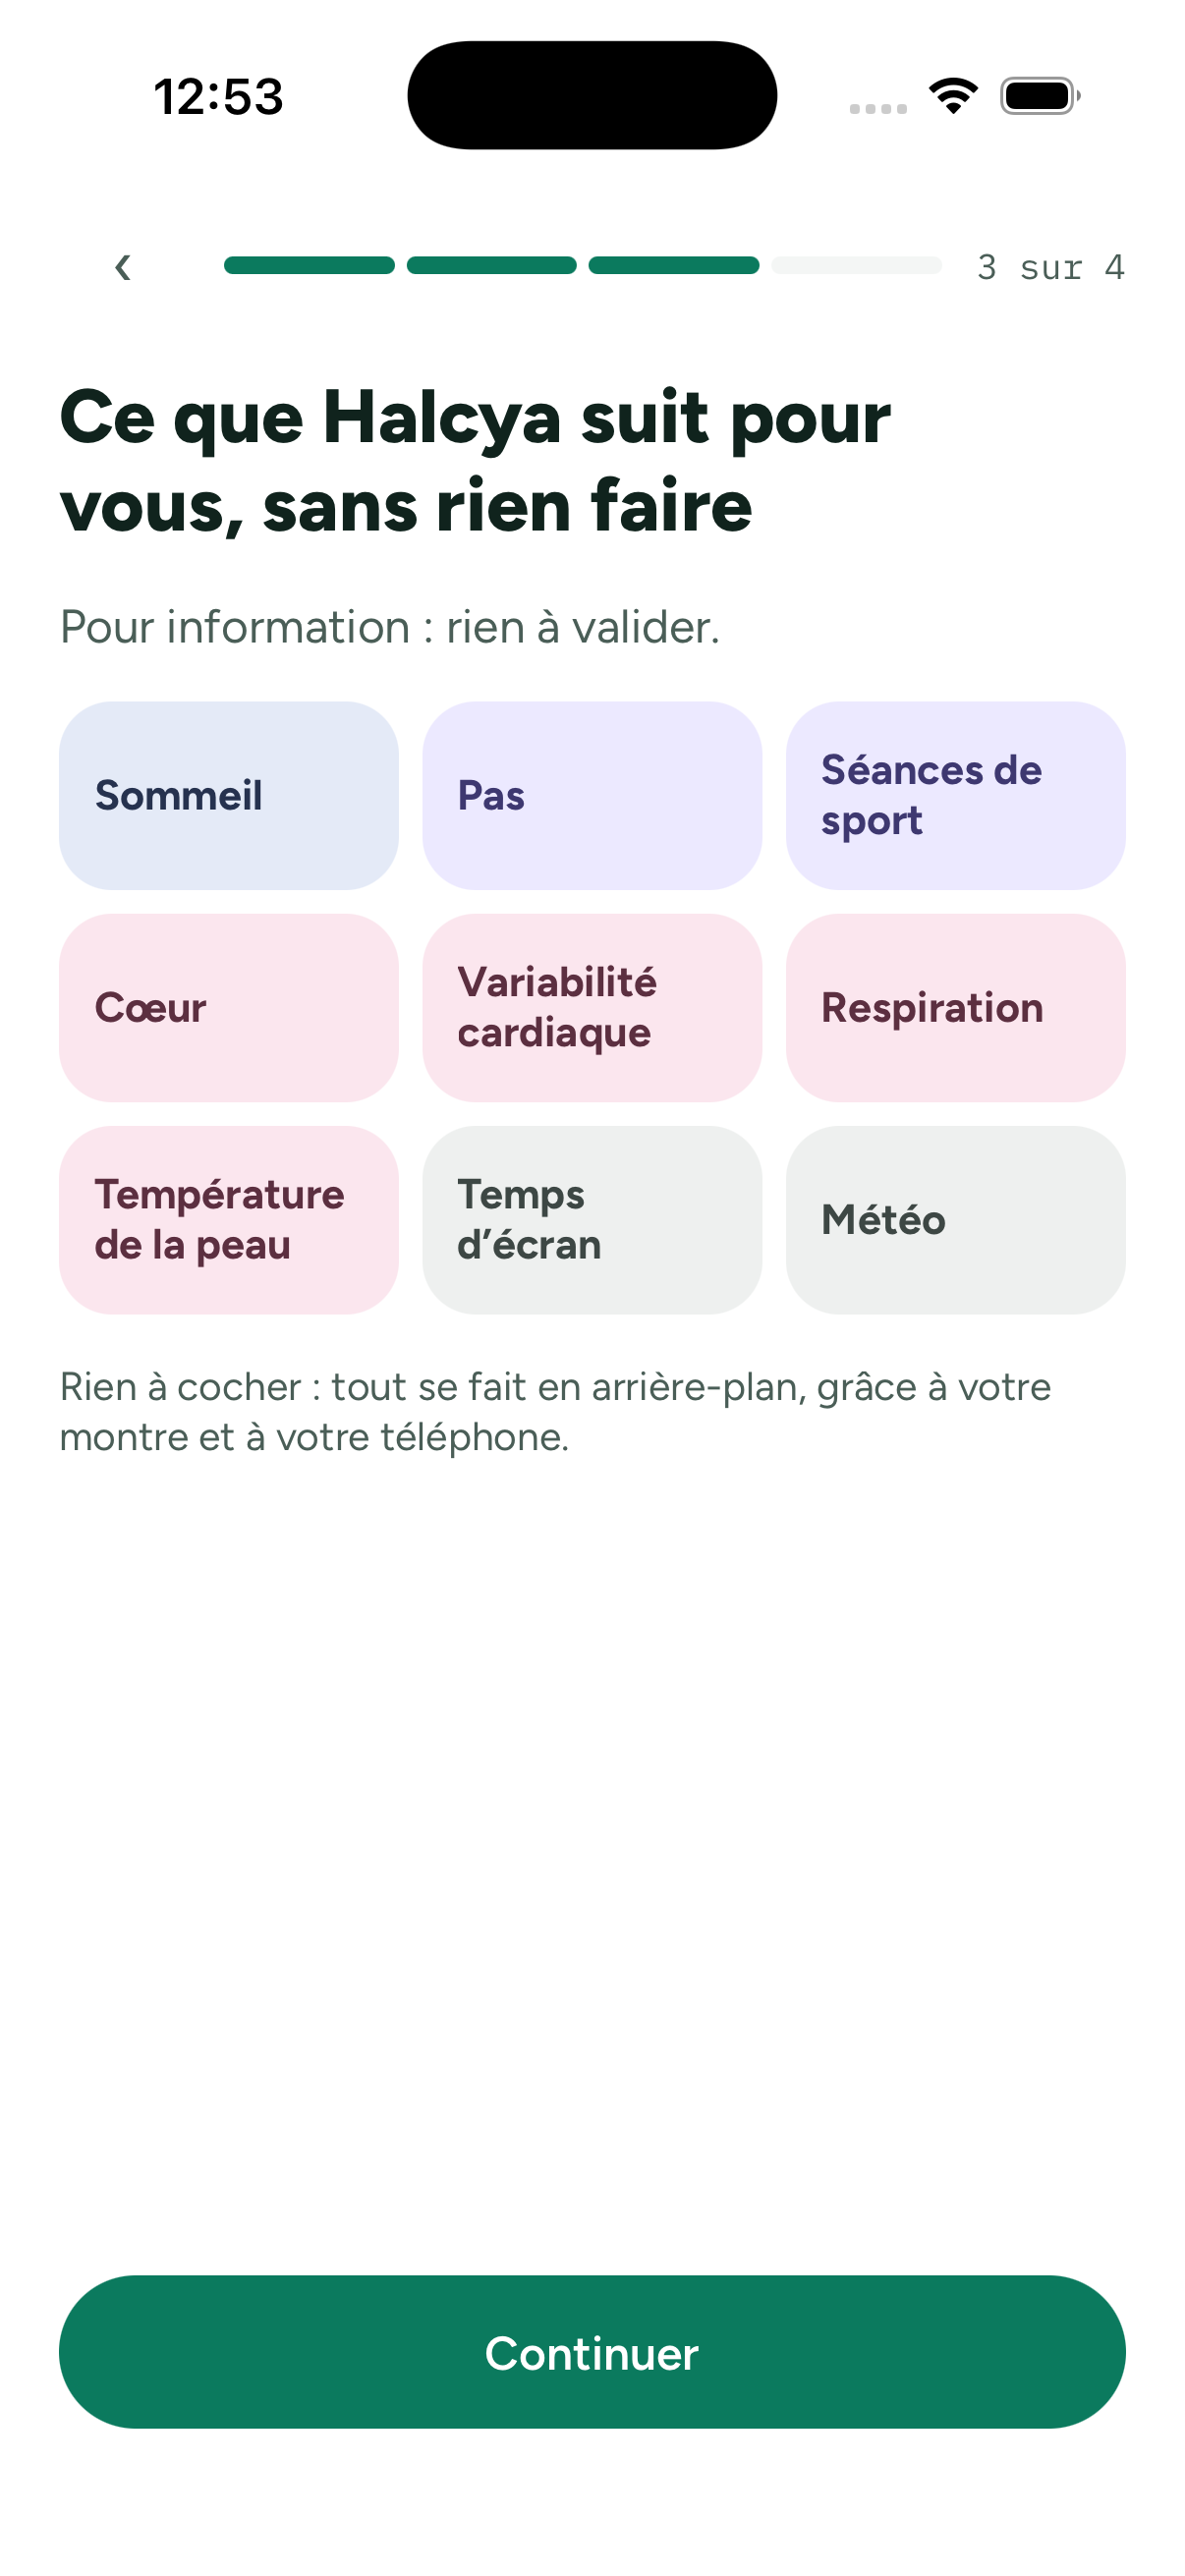 12:53
3 sur 4
Ce que Halcya suit pour
vous, sans rien faire
Pour information : rien à valider.
Sommeil
Pas
Séances de
sport
Cœur
Variabilité
cardiaque
Respiration
Température
de la peau
Temps
d’écran
Météo
Rien à cocher : tout se fait en arrière-plan, grâce à votre
montre et à votre téléphone.
Continuer